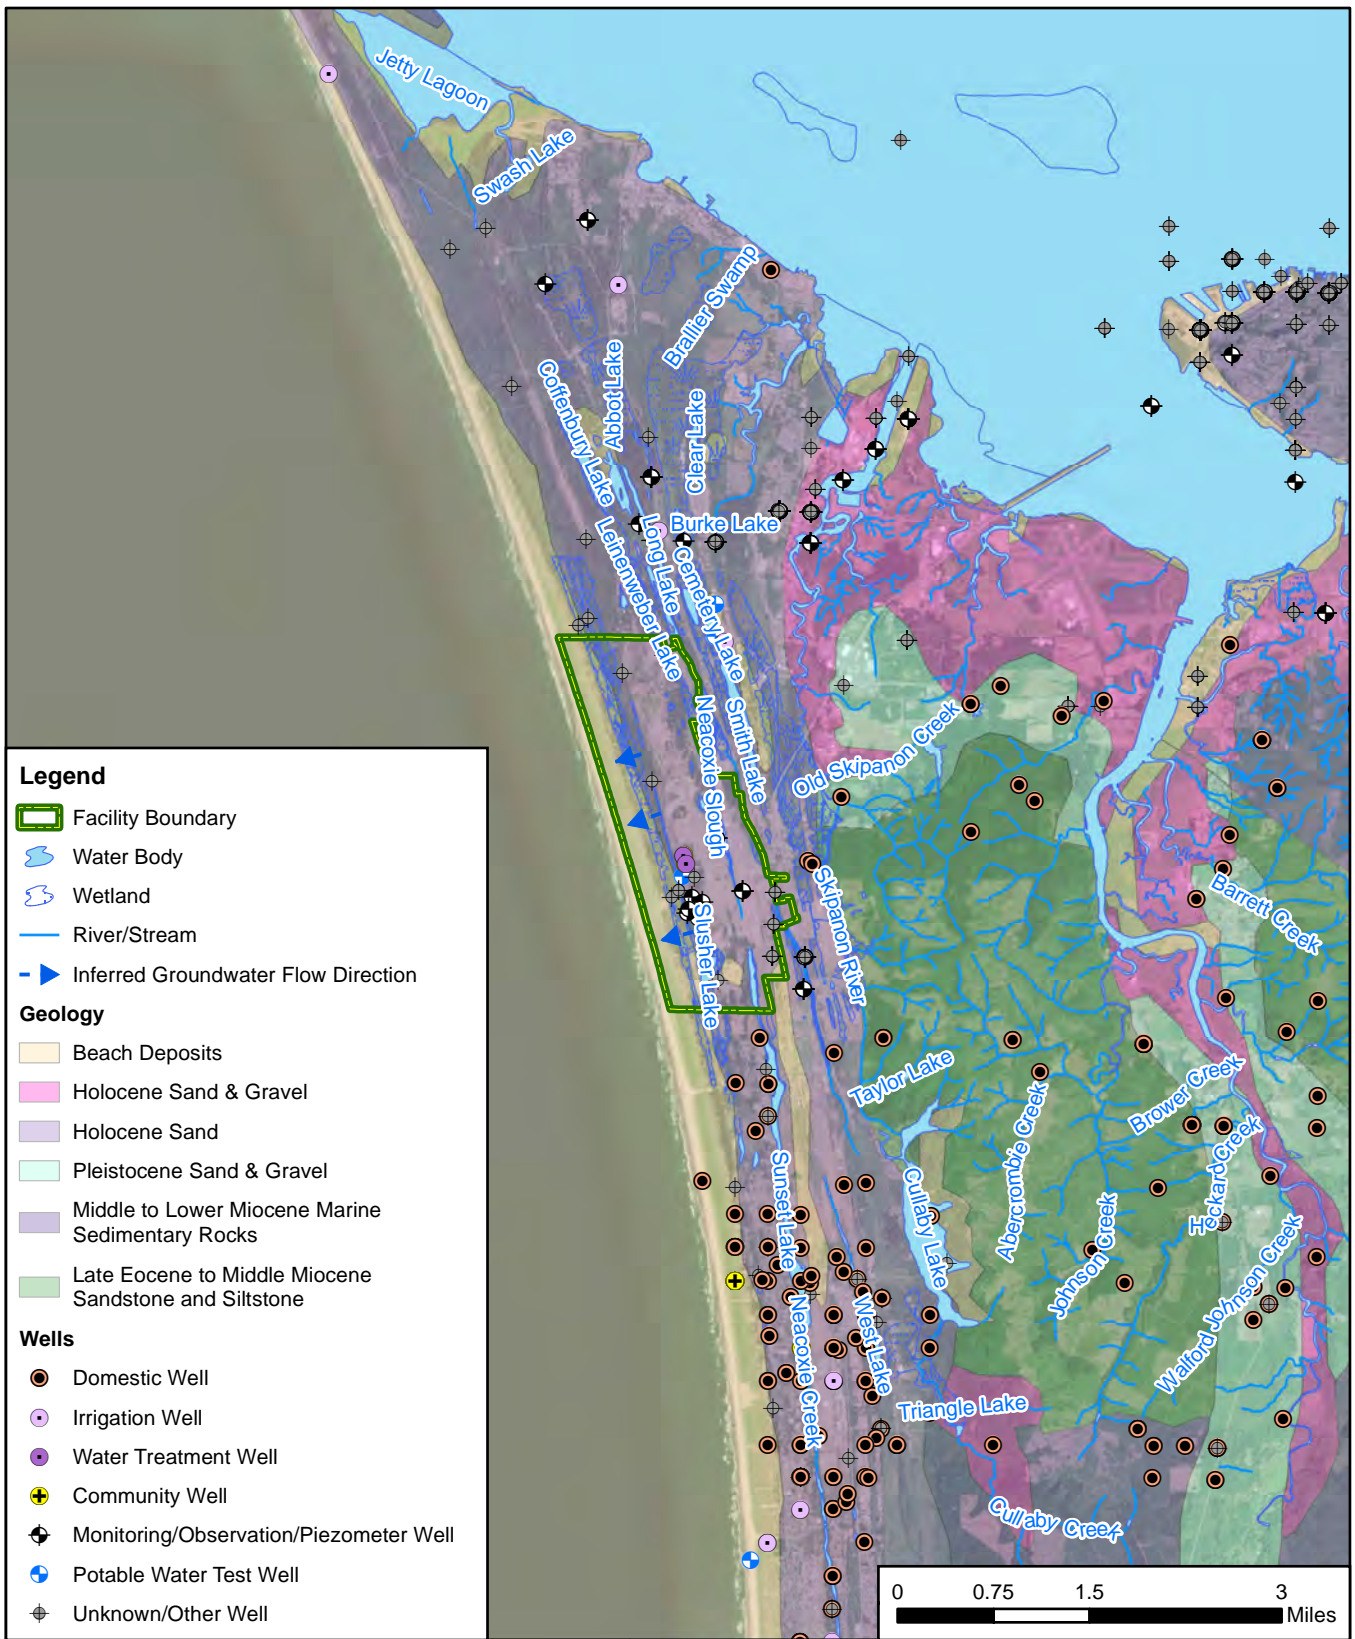 Jetty Lagoon
Swash Lake
Brallier Swamp
Abbot Lake
Coffenbury Lake
Clear Lake
Burke Lake
Long Lake
Leinenweber Lake
Cemetery Lake
Neacoxie Slough
Smith Lake
Old Skipanon Creek
Skipanon River
Slusher Lake
Barrett Creek
Taylor Lake
Abercrombie Creek
Brower Creek
Heckard Creek
Sunset Lake
Cullaby Lake
Johnson Creek
Walford Johnson Creek
Neacoxie Creek
West Lake
Triangle Lake
Cullaby Creek
Legend
Facility Boundary
Water Body
Wetland
River/Stream
Inferred Groundwater Flow Direction
Geology
Beach Deposits
Holocene Sand & Gravel
Holocene Sand
Pleistocene Sand & Gravel
Middle to Lower Miocene Marine
Sedimentary Rocks
Late Eocene to Middle Miocene
Sandstone and Siltstone
Wells
Domestic Well
Irrigation Well
Water Treatment Well
Community Well
Monitoring/Observation/Piezometer Well
Potable Water Test Well
Unknown/Other Well
0 0.75 1.5 3
Miles